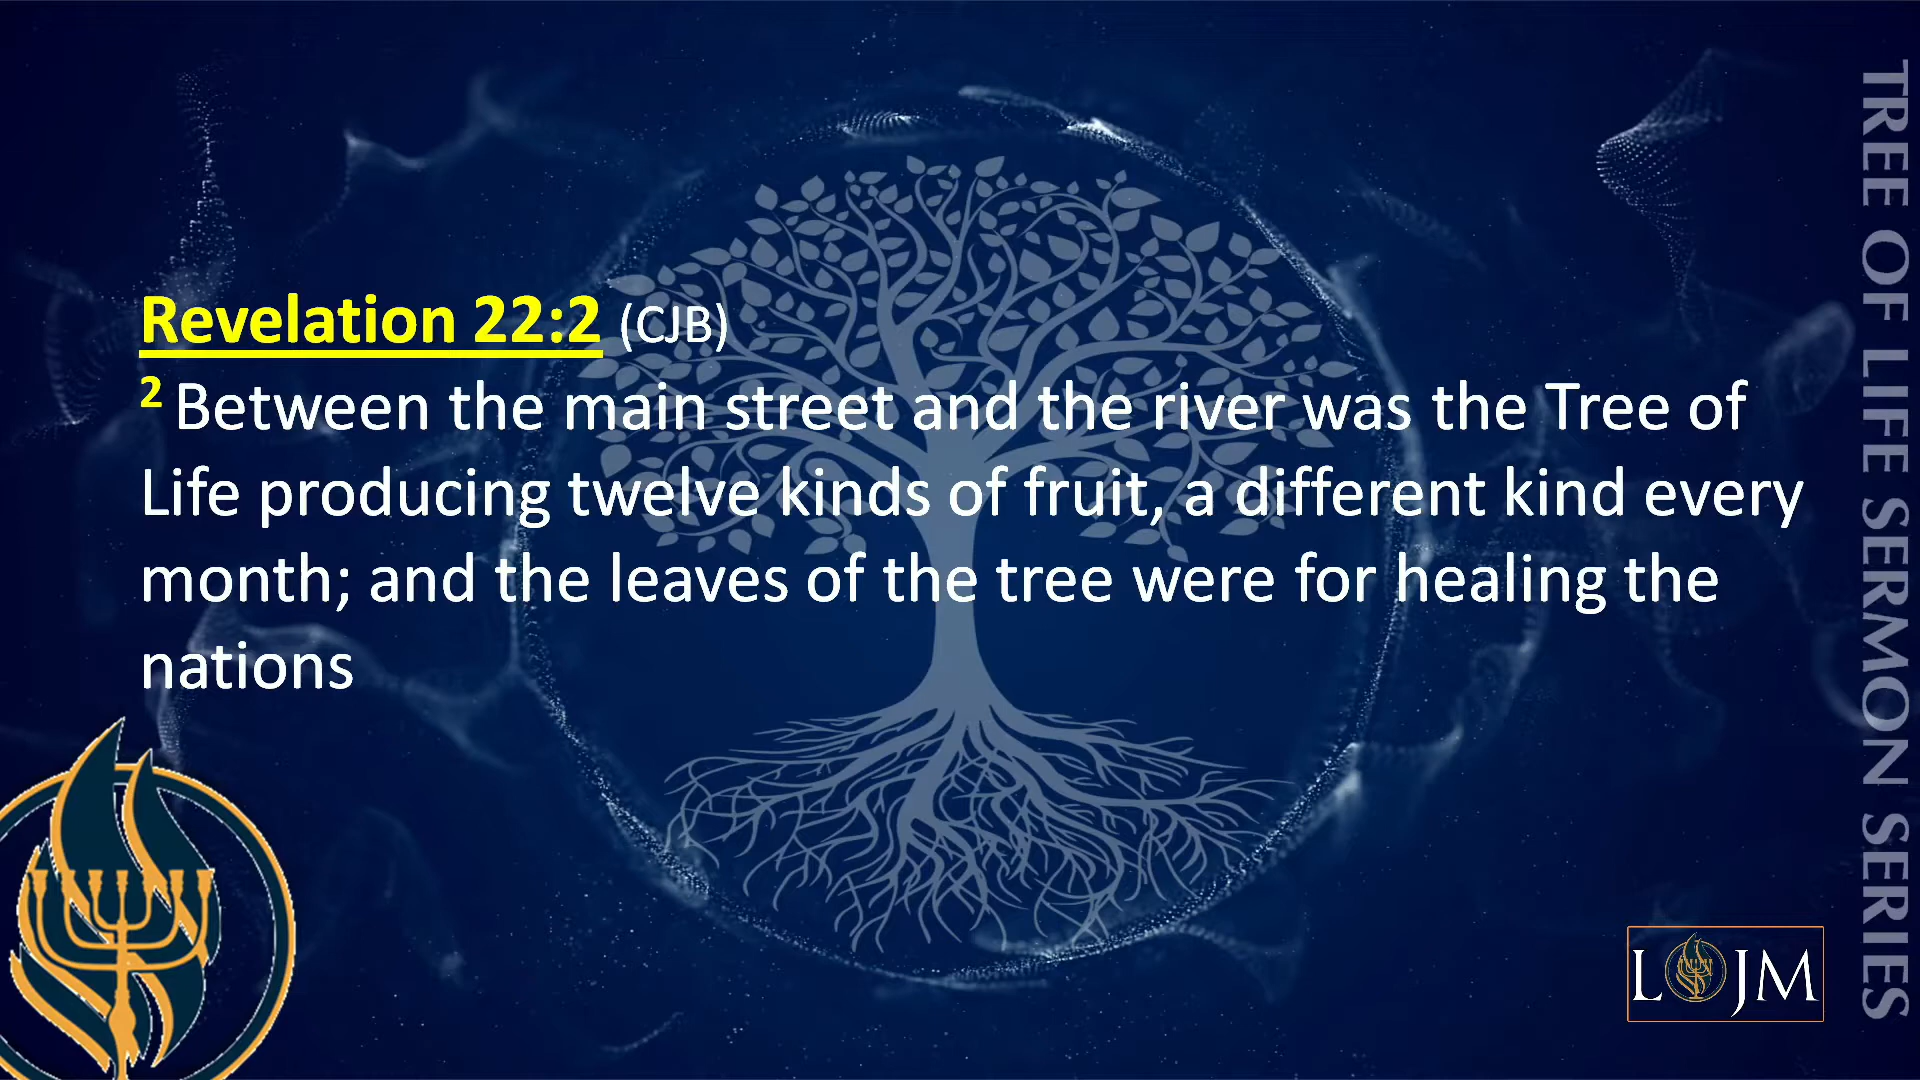 Revelation 22:2 (CJB)
2 Between the main street and the river was the Tree of
Life producing twelve kinds of fruit, a different kind every
month; and the leaves of the tree were for healing the
nations
TREE OF LIFE SERMON SERIES
L JM